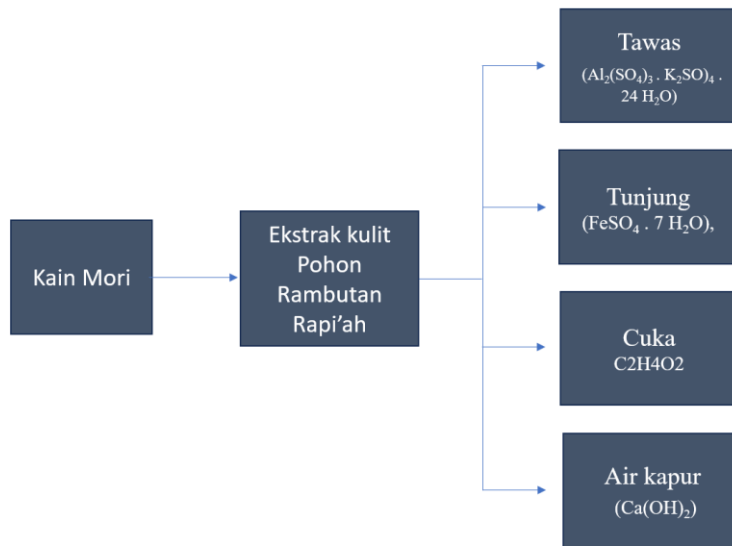 Kain Mori
Ekstrak kulit
Pohon
Rambutan
Rapi'ah
Tawas
(Al₂(SO₄)₃ . K₂SO)₄ .
24 H₂O)
Tunjung
(FeSO₄ . 7 H₂O),
Cuka
C2H4O2
Air kapur
(Ca(OH)₂)